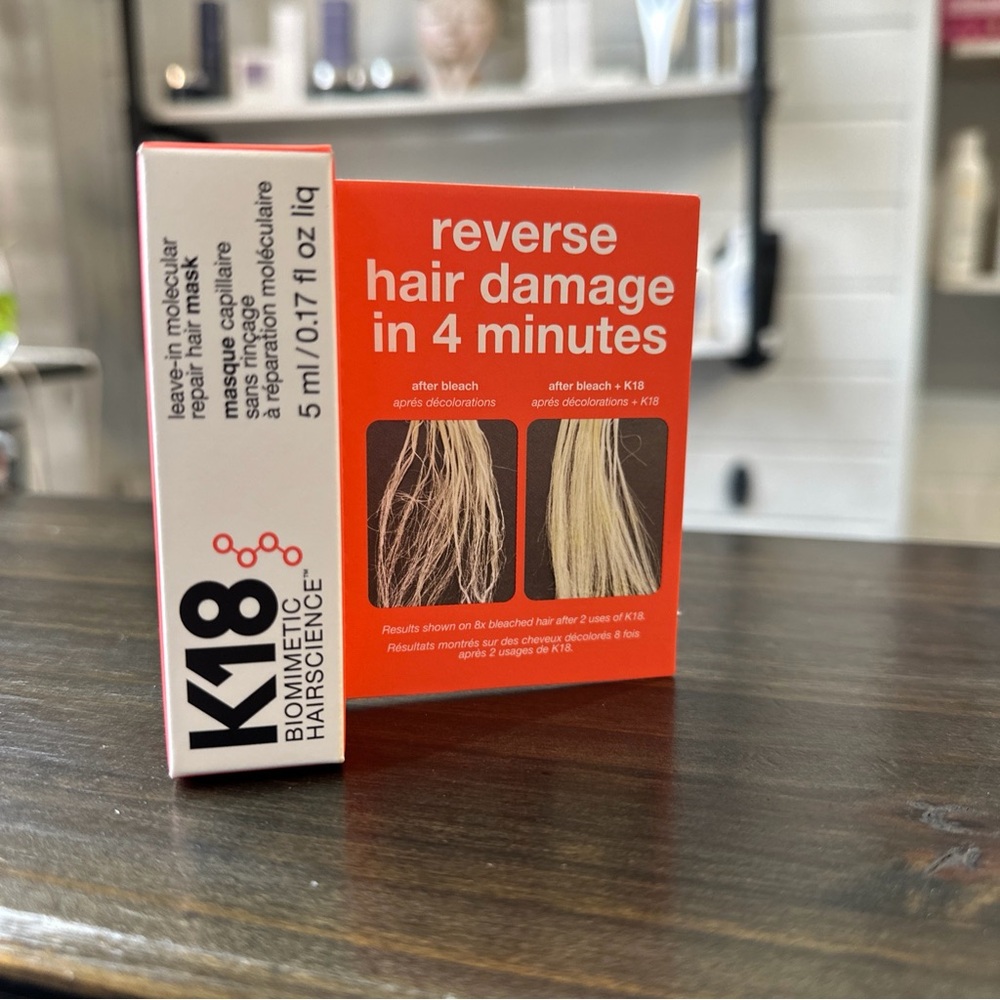 leave-in molecular
repair hair mask
masque capillaire
sans rinçage
à réparation moléculaire
5 ml / 0.17 fl oz liq
K18
BIOMIMETIC
HAIRSCIENCE™
reverse
hair damage
in 4 minutes
after bleach
aprés décolorations
after bleach + K18
aprés décolorations + K18
Results shown on 8x bleached hair after 2 uses of K18.
Résultats montrés sur des cheveux décolorés 8 fois
après 2 usages de K18.